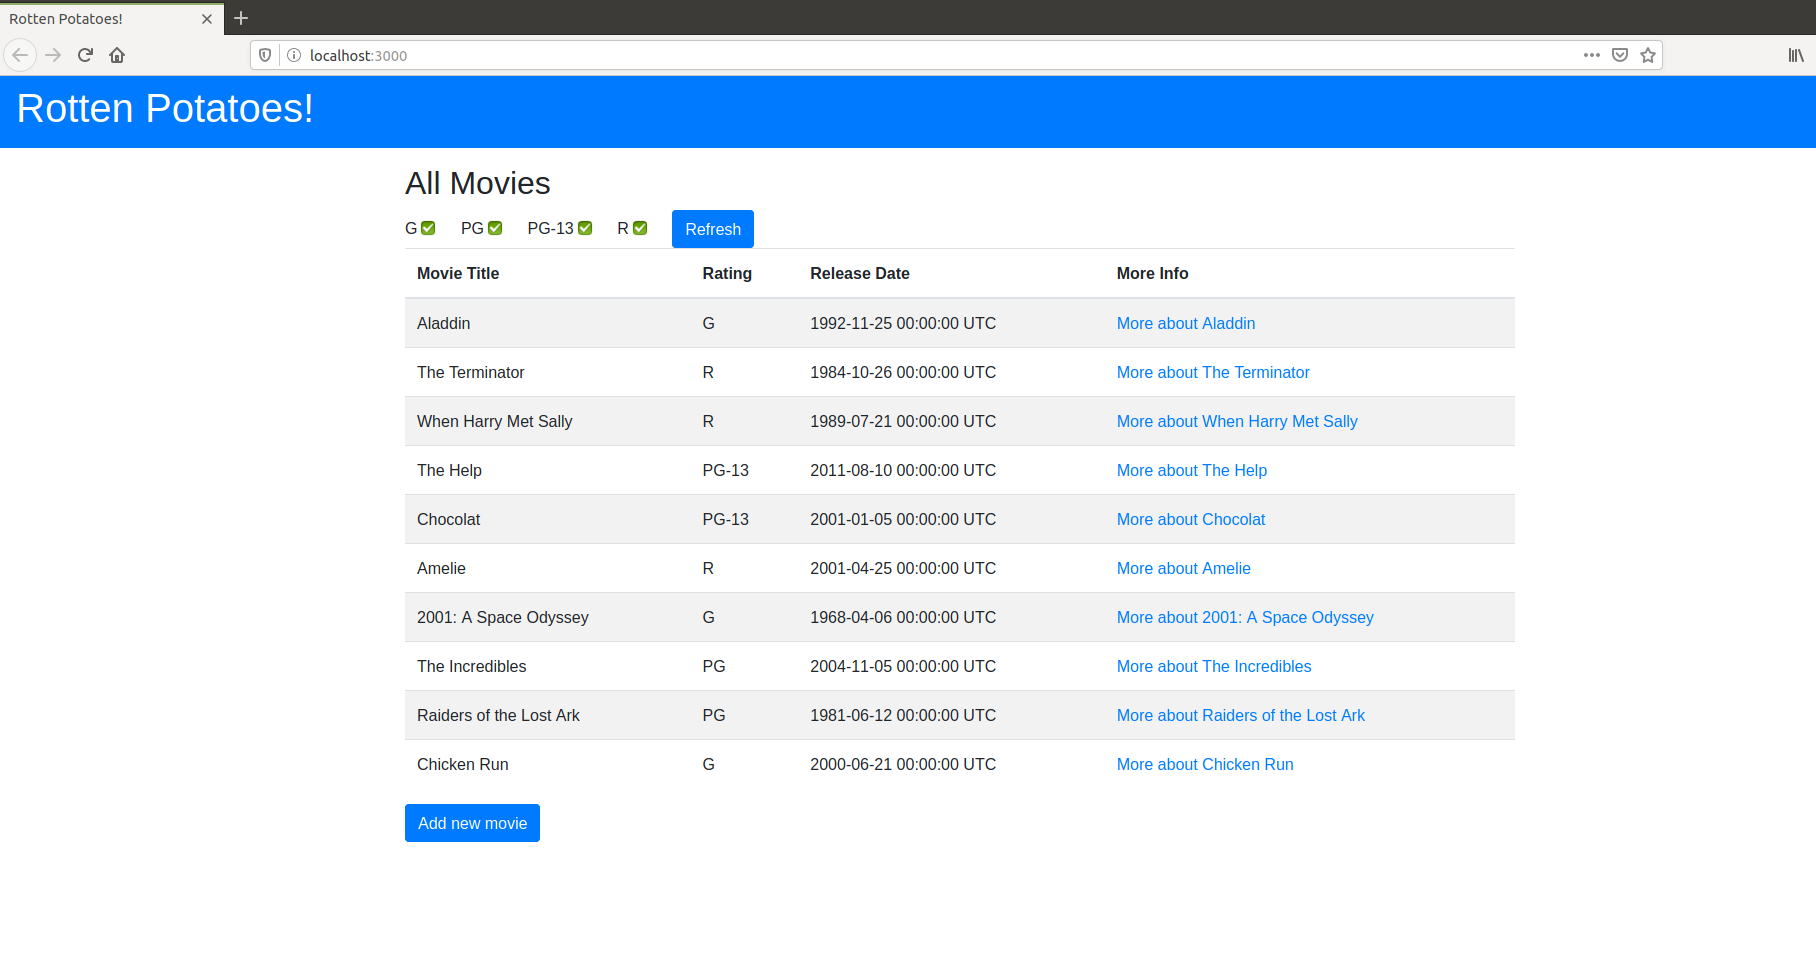 Rotten Potatoes!
localhost:3000
Rotten Potatoes!
All Movies
G PG PG-13 R Refresh
Movie Title Rating Release Date More Info
Aladdin G 1992-11-25 00:00:00 UTC More about Aladdin
The Terminator R 1984-10-26 00:00:00 UTC More about The Terminator
When Harry Met Sally R 1989-07-21 00:00:00 UTC More about When Harry Met Sally
The Help PG-13 2011-08-10 00:00:00 UTC More about The Help
Chocolat PG-13 2001-01-05 00:00:00 UTC More about Chocolat
Amelie R 2001-04-25 00:00:00 UTC More about Amelie
2001: A Space Odyssey G 1968-04-06 00:00:00 UTC More about 2001: A Space Odyssey
The Incredibles PG 2004-11-05 00:00:00 UTC More about The Incredibles
Raiders of the Lost Ark PG 1981-06-12 00:00:00 UTC More about Raiders of the Lost Ark
Chicken Run G 2000-06-21 00:00:00 UTC More about Chicken Run
Add new movie